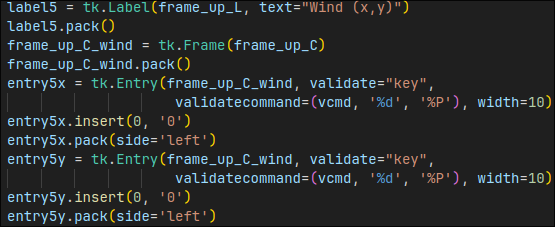 label5 = tk.Label(frame_up_L, text="Wind (x,y)")
label5.pack()
frame_up_C_wind = tk.Frame(frame_up_C)
frame_up_C_wind.pack()
entry5x = tk.Entry(frame_up_C_wind, validate="key",
                   validatecommand=(vcmd, '%d', '%P'), width=10)
entry5x.insert(0, '0')
entry5x.pack(side='left')
entry5y = tk.Entry(frame_up_C_wind, validate="key",
                   validatecommand=(vcmd, '%d', '%P'), width=10)
entry5y.insert(0, '0')
entry5y.pack(side='left')